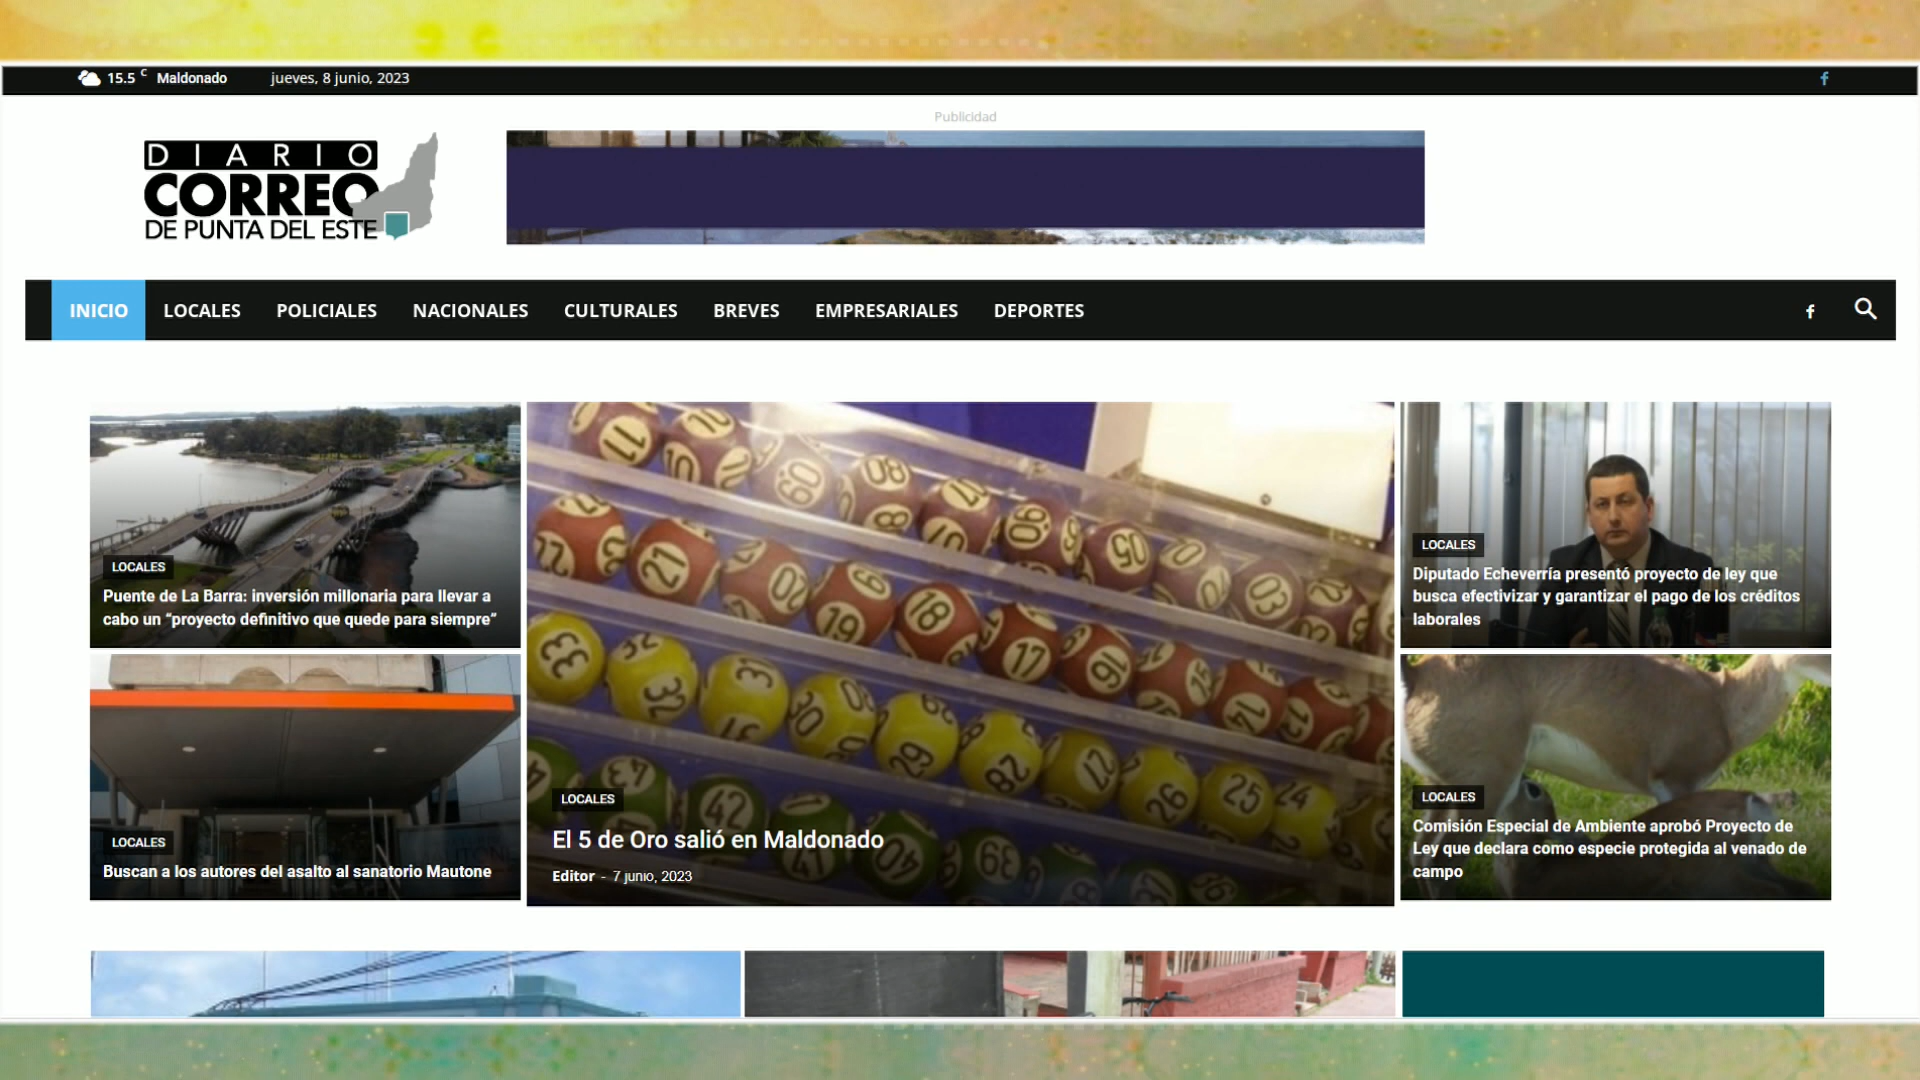 15.5 C Maldonado jueves, 8 junio, 2023
Publicidad
DIARIO
CORREO
DE PUNTA DEL ESTE
INICIO LOCALES POLICIALES NACIONALES CULTURALES BREVES EMPRESARIALES DEPORTES
LOCALES
Puente de La Barra: inversión millonaria para llevar a
cabo un “proyecto definitivo que quede para siempre”
LOCALES
Buscan a los autores del asalto al sanatorio Mautone
LOCALES
El 5 de Oro salió en Maldonado
Editor - 7 junio, 2023
LOCALES
Diputado Echeverría presentó proyecto de ley que
busca efectivizar y garantizar el pago de los créditos
laborales
LOCALES
Comisión Especial de Ambiente aprobó Proyecto de
Ley que declara como especie protegida al venado de
campo